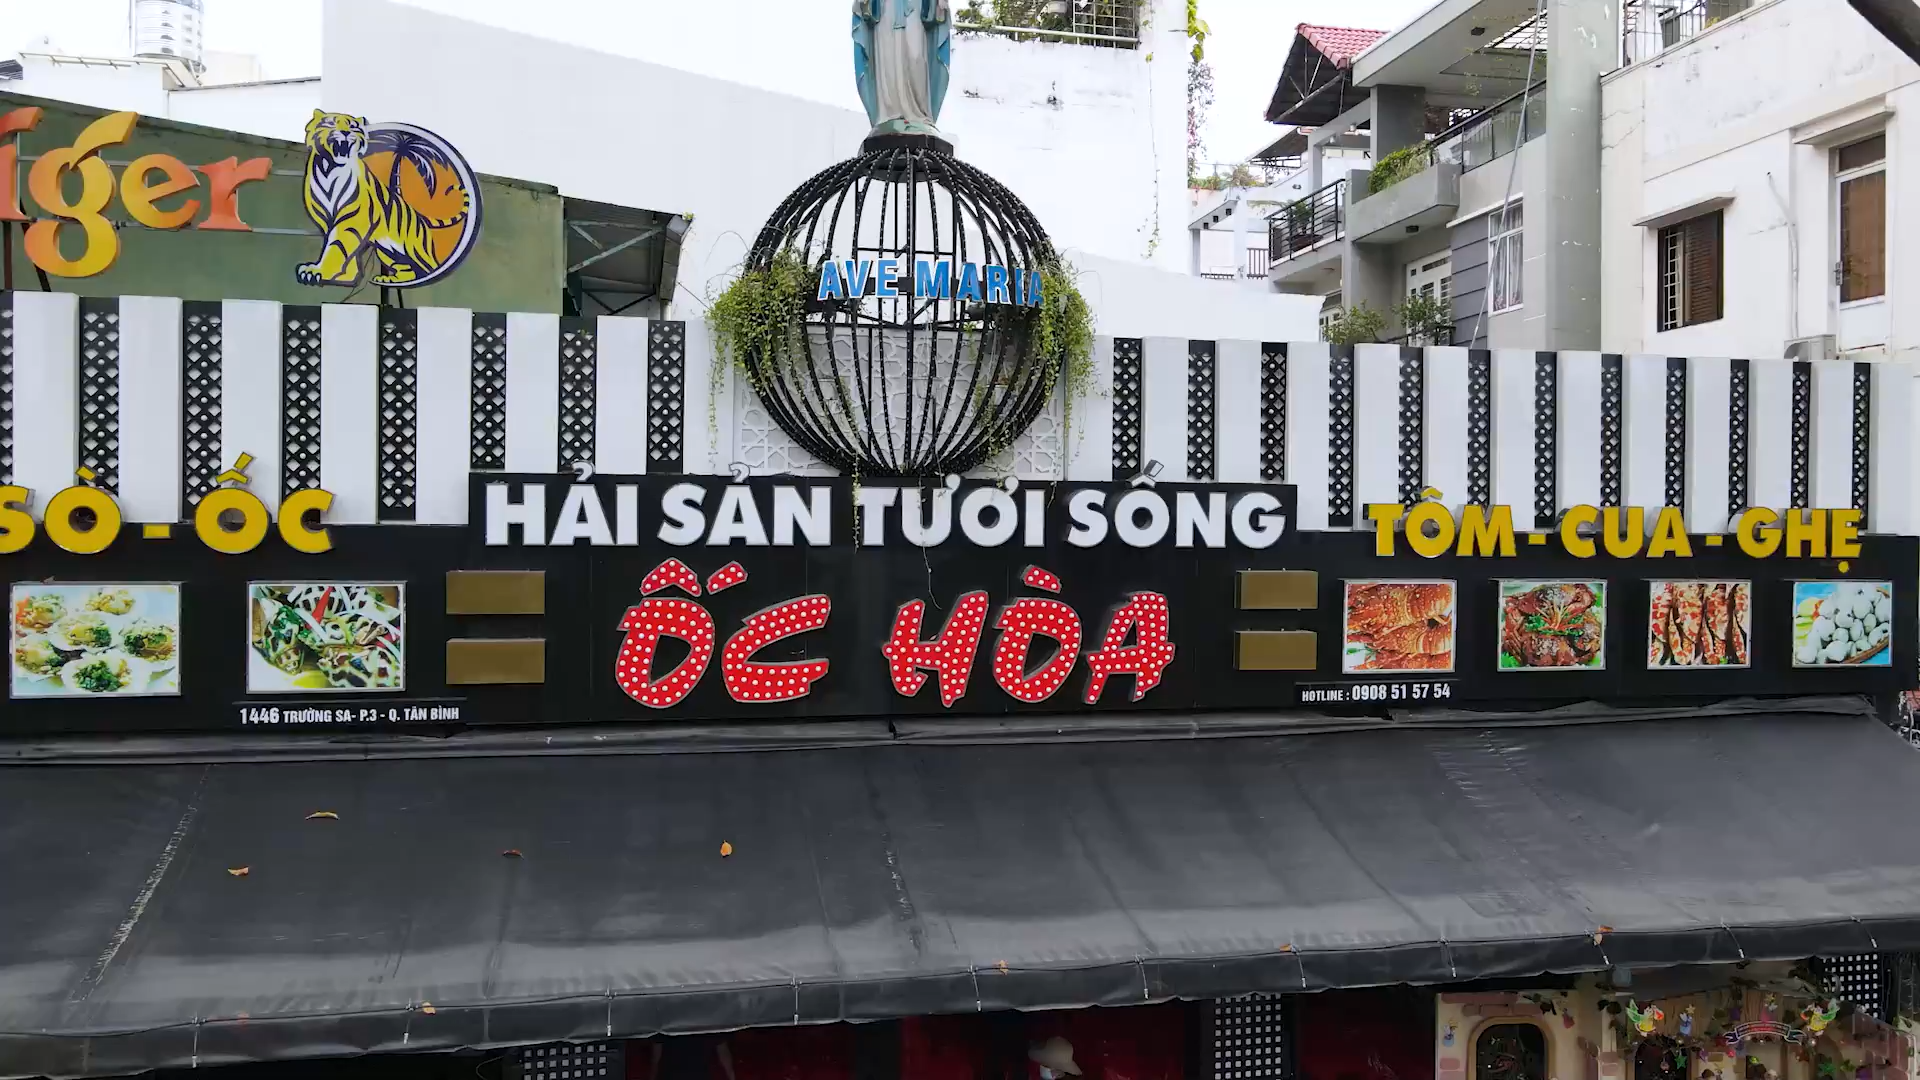 Tiger
AVE MARIA
SÒ - ỐC
HẢI SẢN TƯƠI SỐNG
TÔM - CUA - GHẸ
ỐC HÒA
1446 TRƯỜNG SA- P.3 - Q. TÂN BÌNH
HOTLINE : 0908 51 57 54